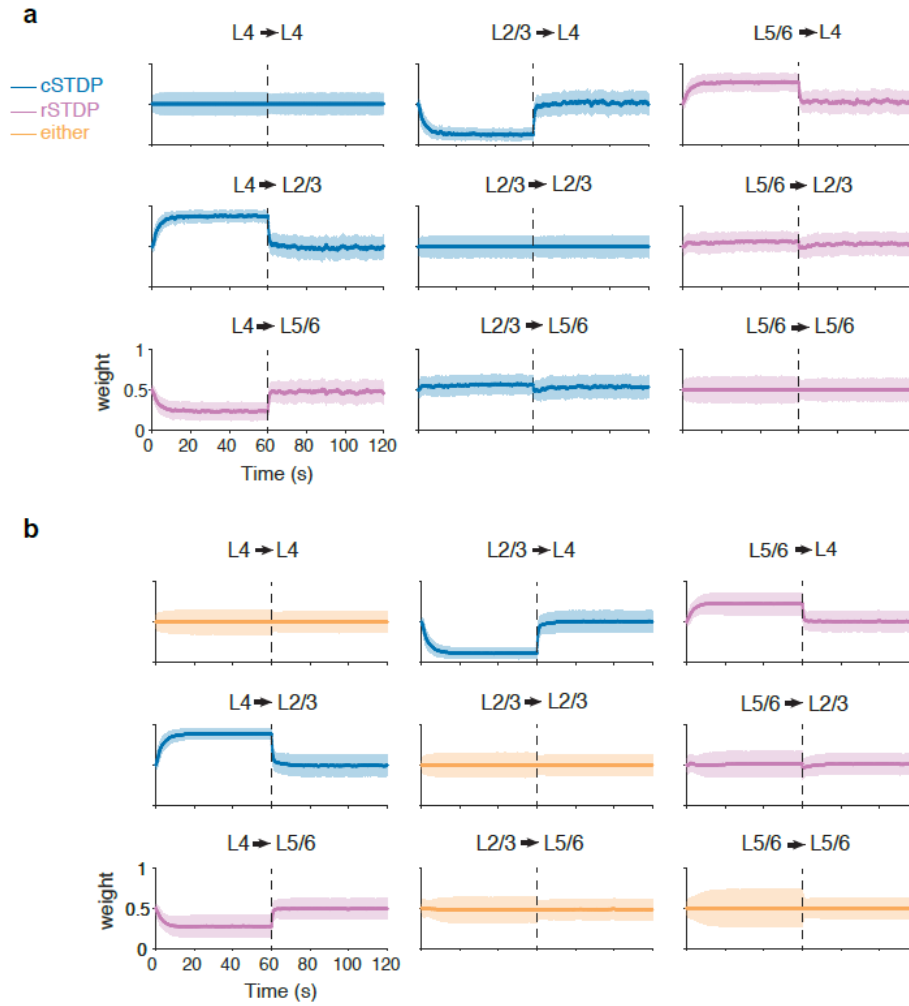 a
L4 → L4
L2/3 → L4
L5/6 → L4
cSTDP
rSTDP
either
L4 → L2/3
L2/3 → L2/3
L5/6 → L2/3
L4 → L5/6
L2/3 → L5/6
L5/6 → L5/6
1
0.5
0
weight
0 20 40 60 80 100 120
Time (s)
b
L4 → L4
L2/3 → L4
L5/6 → L4
L4 → L2/3
L2/3 → L2/3
L5/6 → L2/3
L4 → L5/6
L2/3 → L5/6
L5/6 → L5/6
1
0.5
0
weight
0 20 40 60 80 100 120
Time (s)